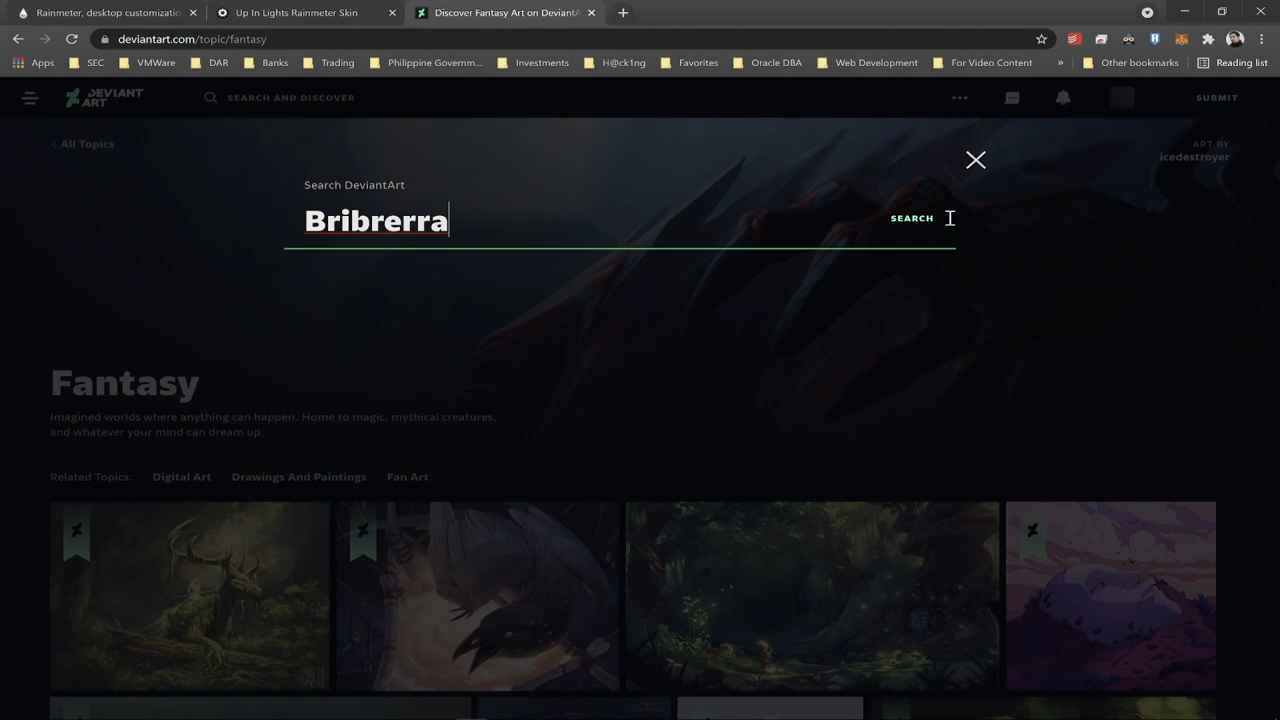 Rainmeter, desktop customizatio
Up In Lights Rainmeter Skin
Discover Fantasy Art on DeviantA
deviantart.com/topic/fantasy
Apps SEC VMWare DAR Banks Trading Philippine Governm... Investments H@ck1ng Favorites Oracle DBA Web Development For Video Content » Other bookmarks Reading list
DEVIANT
ART
SEARCH AND DISCOVER
SUBMIT
All Topics
ART BY
icedestroyer
Search DeviantArt
Bribrerra
SEARCH
Fantasy
Imagined worlds where anything can happen. Home to magic, mythical creatures,
and whatever your mind can dream up.
Related Topics: Digital Art Drawings And Paintings Fan Art